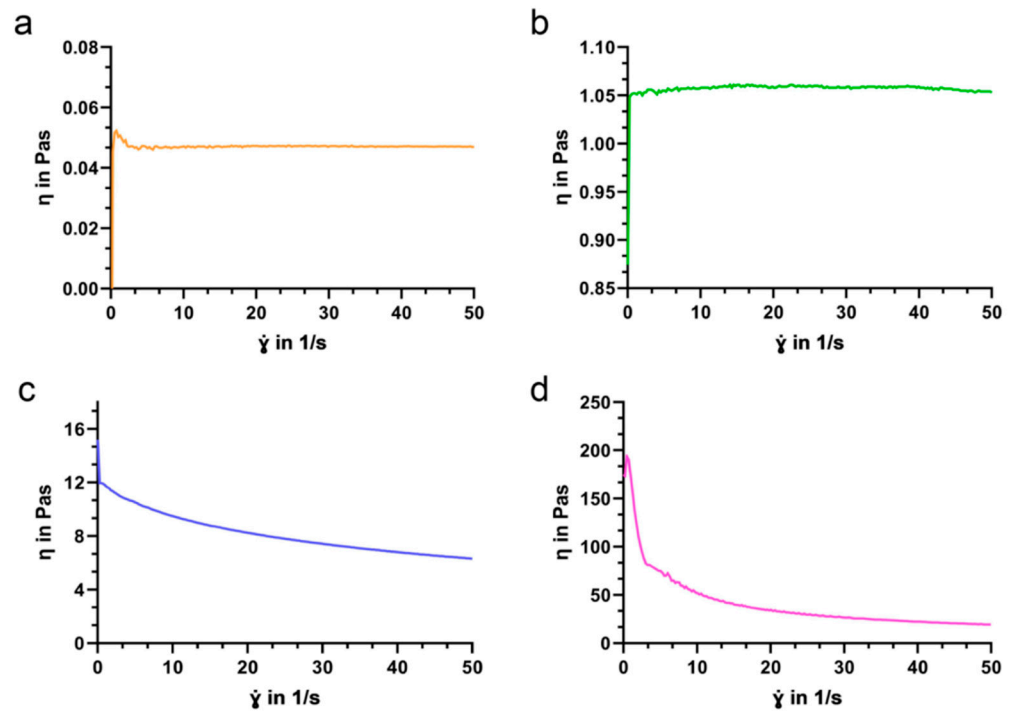 a
η in Pas
0.08
0.06
0.04
0.02
0.00
0 10 20 30 40 50
γ̇ in 1/s
b
η in Pas
1.10
1.05
1.00
0.95
0.90
0.85
0 10 20 30 40 50
γ̇ in 1/s
c
η in Pas
16
12
8
4
0
0 10 20 30 40 50
γ̇ in 1/s
d
η in Pas
250
200
150
100
50
0
0 10 20 30 40 50
γ̇ in 1/s